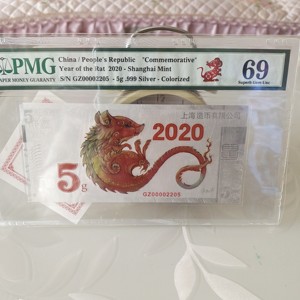 PMG
PAPER MONEY GUARANTY
China / People's Republic "Commemorative"
Year of the Rat 2020 - Shanghai Mint
S/N GZ00002205 - 5g .999 Silver - Colorized
69
Superb Gem Unc
上海造币有限公司
2020
5g
GZ00002205